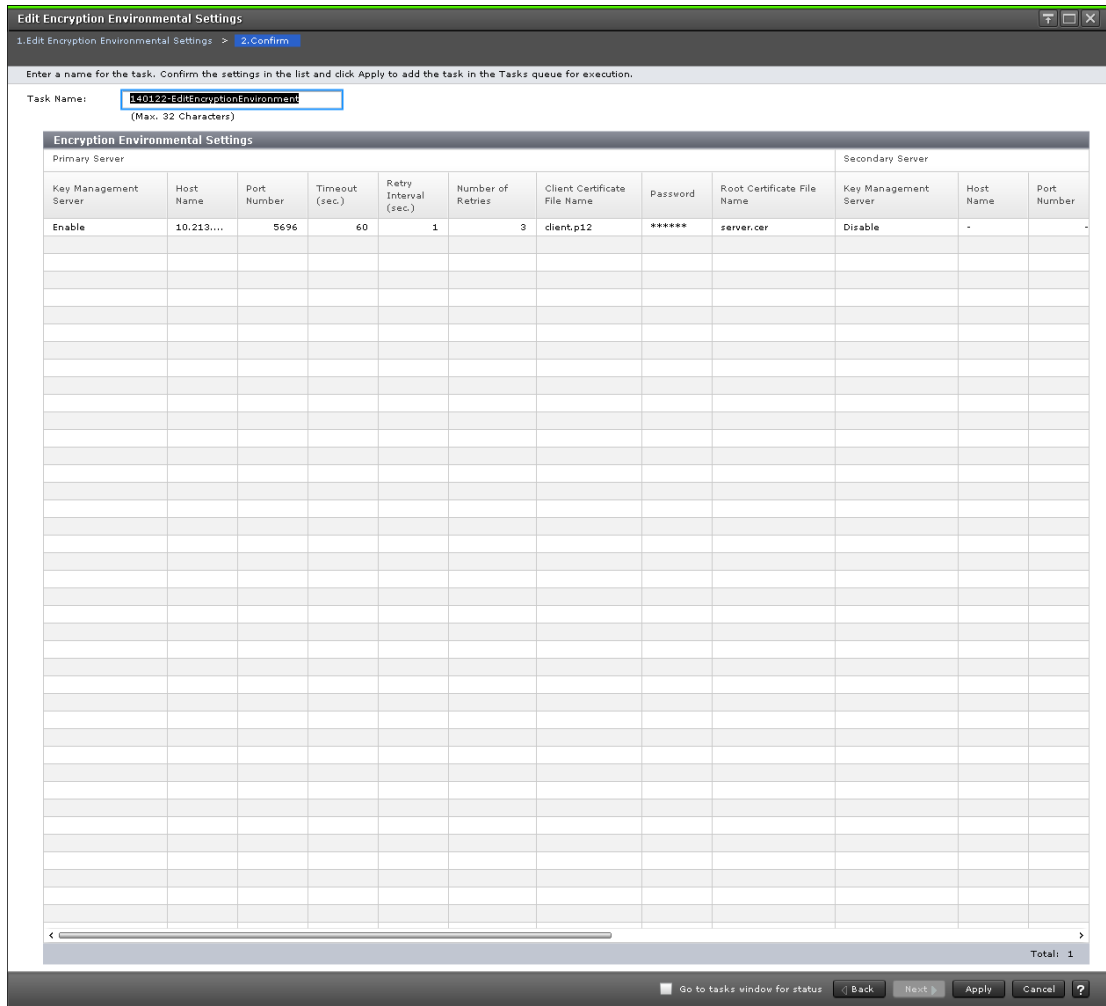 Edit Encryption Environmental Settings
1.Edit Encryption Environmental Settings > 2.Confirm
Enter a name for the task. Confirm the settings in the list and click Apply to add the task in the Tasks queue for execution.
Task Name: 140122-EditEncryptionEnvironment
(Max. 32 Characters)
Encryption Environmental Settings
Primary Server Secondary Server
Key Management Server Host Name Port Number Timeout (sec.) Retry Interval (sec.) Number of Retries Client Certificate File Name Password Root Certificate File Name Key Management Server Host Name Port Number
Enable 10.213.... 5696 60 1 3 client.p12 ****** server.cer Disable - -
Total: 1
Go to tasks window for status Back Next Apply Cancel ?